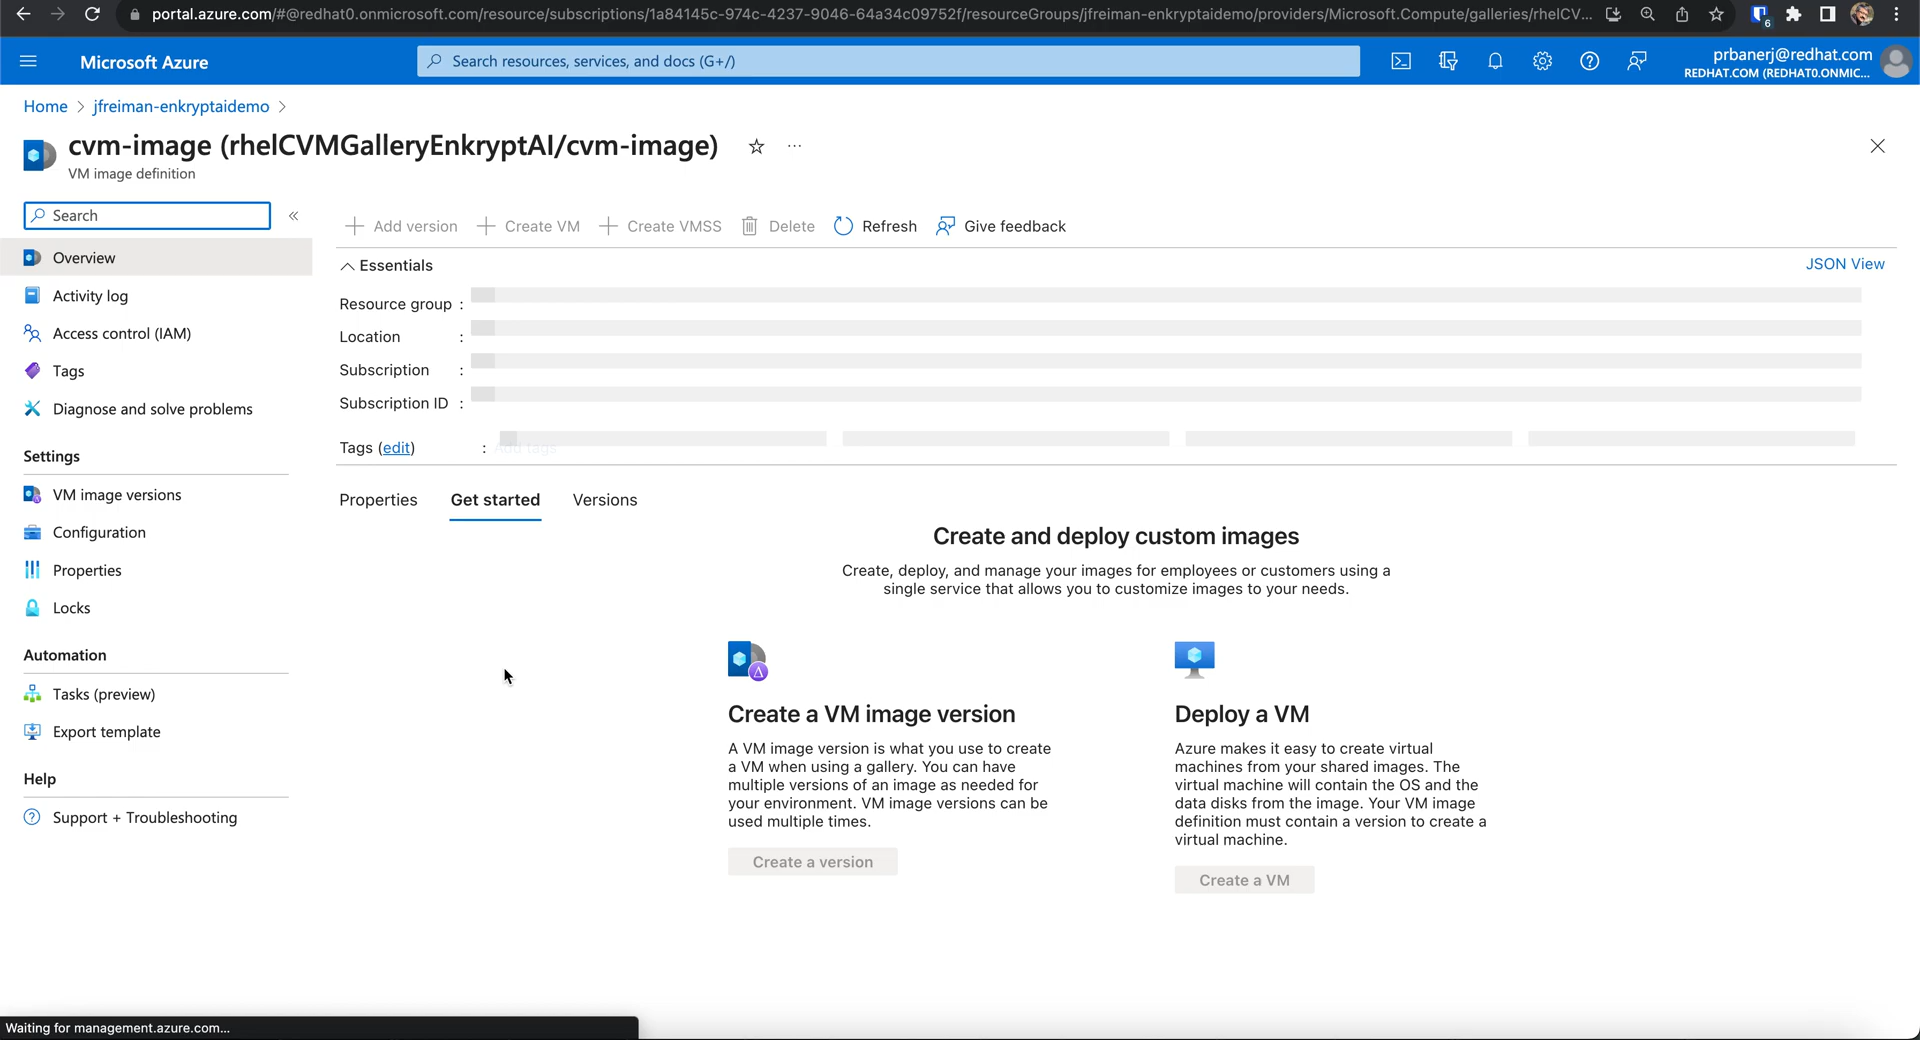 portal.azure.com/#@redhat0.onmicrosoft.com/resource/subscriptions/1a84145c-974c-4237-9046-64a34c09752f/resourceGroups/jfreiman-enkryptaidemo/providers/Microsoft.Compute/galleries/rhelCV...
6
Microsoft Azure
Search resources, services, and docs (G+/)
prbanerj@redhat.com
REDHAT.COM (REDHAT0.ONMIC...
Home > jfreiman-enkryptaidemo >
cvm-image (rhelCVMGalleryEnkryptAI/cvm-image)
VM image definition
Search
Add version
Create VM
Create VMSS
Delete
Refresh
Give feedback
Overview
Activity log
Access control (IAM)
Tags
Diagnose and solve problems
Settings
VM image versions
Configuration
Properties
Locks
Automation
Tasks (preview)
Export template
Help
Support + Troubleshooting
Essentials
JSON View
Resource group :
Location :
Subscription :
Subscription ID :
Tags (edit) : Add tags
Properties
Get started
Versions
Create and deploy custom images
Create, deploy, and manage your images for employees or customers using a
single service that allows you to customize images to your needs.
Create a VM image version
A VM image version is what you use to create
a VM when using a gallery. You can have
multiple versions of an image as needed for
your environment. VM image versions can be
used multiple times.
Create a version
Deploy a VM
Azure makes it easy to create virtual
machines from your shared images. The
virtual machine will contain the OS and the
data disks from the image. Your VM image
definition must contain a version to create a
virtual machine.
Create a VM
Waiting for management.azure.com...